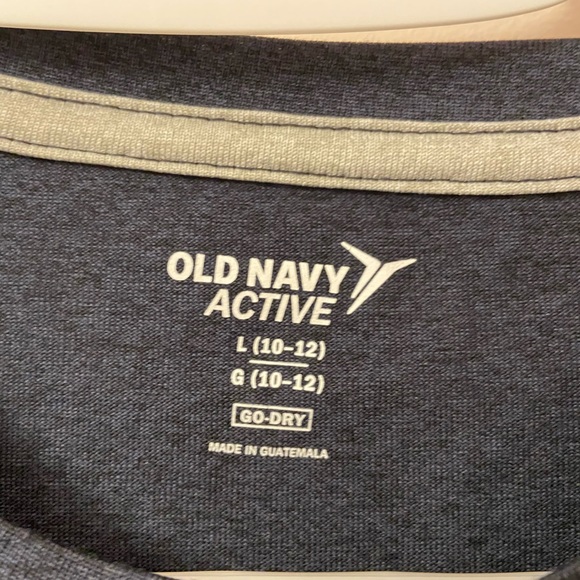 OLD NAVY
ACTIVE
L (10-12)
G (10-12)
GO-DRY
MADE IN GUATEMALA